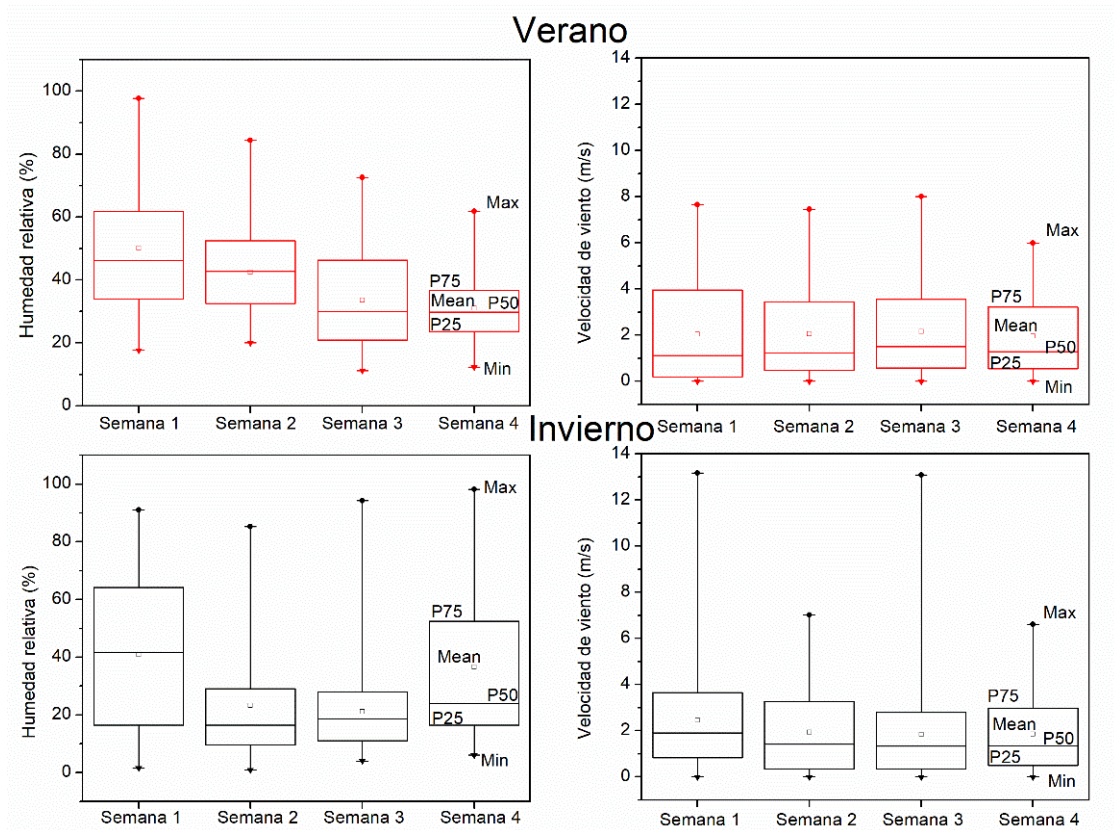 Verano
Humedad relativa (%)
100
80
60
40
20
0
Max
P75
Mean P50
P25
Min
Semana 1 Semana 2 Semana 3 Semana 4
Velocidad de viento (m/s)
14
12
10
8
6
4
2
0
Max
P75
Mean
P50
P25
Min
Semana 1 Semana 2 Semana 3 Semana 4
Invierno
Humedad relativa (%)
100
80
60
40
20
0
Max
P75
Mean
P50
P25
Min
Semana 1 Semana 2 Semana 3 Semana 4
Velocidad de viento (m/s)
14
12
10
8
6
4
2
0
Max
P75
Mean
P50
P25
Min
Semana 1 Semana 2 Semana 3 Semana 4